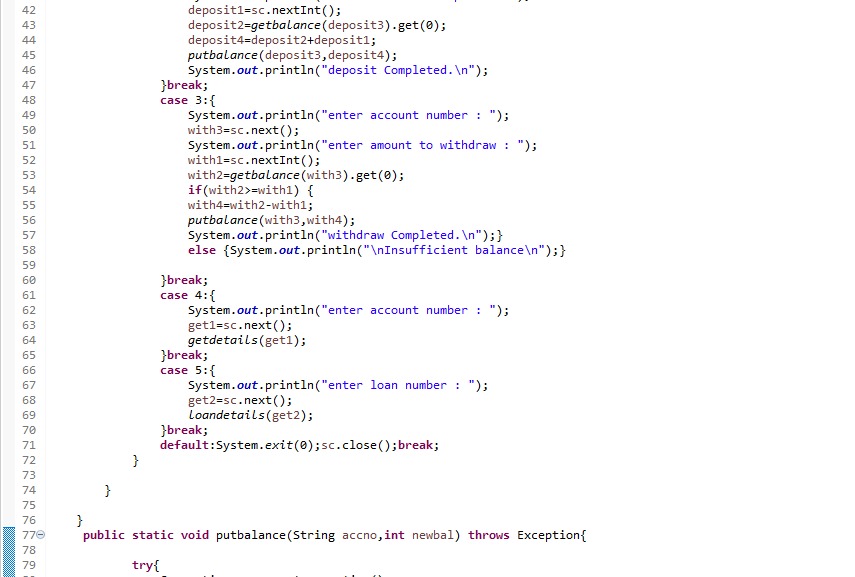 42 deposit1=sc.nextInt();
43 deposit2=getbalance(deposit3).get(0);
44 deposit4=deposit2+deposit1;
45 putbalance(deposit3,deposit4);
46 System.out.println("deposit Completed.\n");
47 }break;
48 case 3:{
49 System.out.println("enter account number : ");
50 with3=sc.next();
51 System.out.println("enter amount to withdraw : ");
52 with1=sc.nextInt();
53 with2=getbalance(with3).get(0);
54 if(with2>=with1) {
55 with4=with2-with1;
56 putbalance(with3,with4);
57 System.out.println("withdraw Completed.\n");}
58 else {System.out.println("\nInsufficient balance\n");}
59
60 }break;
61 case 4:{
62 System.out.println("enter account number : ");
63 get1=sc.next();
64 getdetails(get1);
65 }break;
66 case 5:{
67 System.out.println("enter loan number : ");
68 get2=sc.next();
69 loandetails(get2);
70 }break;
71 default:System.exit(0);sc.close();break;
72 }
73
74 }
75
76 }
77 public static void putbalance(String accno,int newbal) throws Exception{
78
79 try{